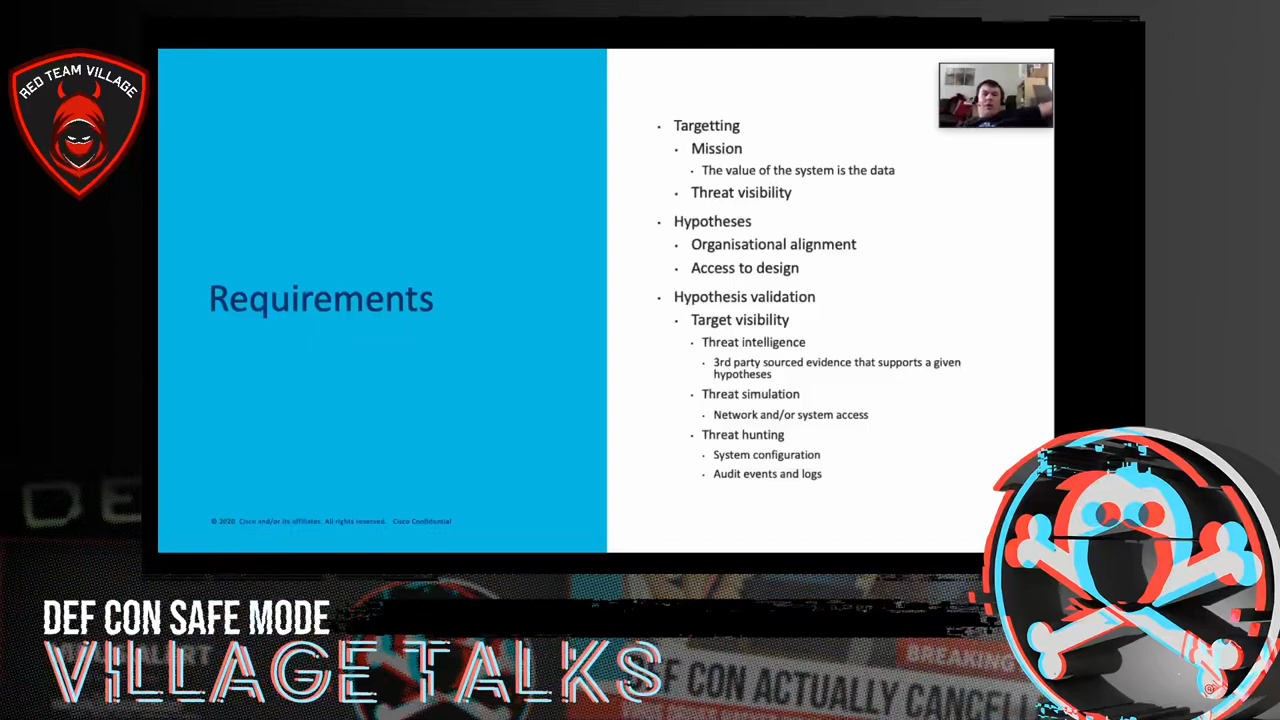 RED TEAM VILLAGE
Targetting
Mission
The value of the system is the data
Threat visibility
Hypotheses
Organisational alignment
Access to design
Hypothesis validation
Target visibility
Threat intelligence
3rd party sourced evidence that supports a given
hypotheses
Threat simulation
Network and/or system access
Threat hunting
System configuration
Audit events and logs
Requirements
© 2020 Cisco and/or its affiliates. All rights reserved. Cisco Confidential
DEF CON SAFE MODE
VILLAGE TALKS
BREAKING
DEF CON ACTUALLY CANCELL